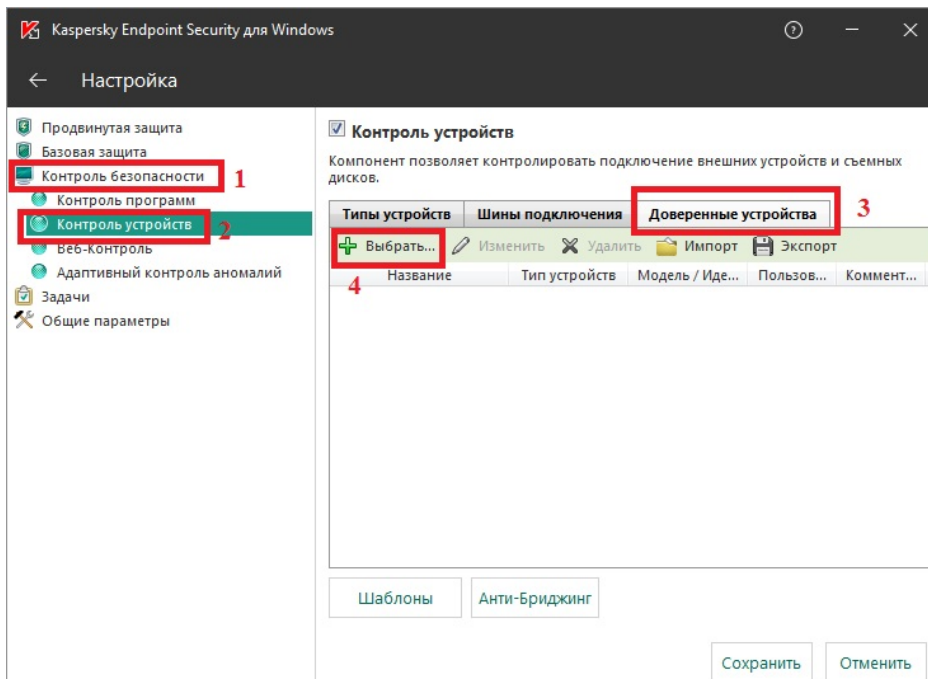 Kaspersky Endpoint Security для Windows
Настройка
Продвинутая защита
Базовая защита
Контроль безопасности
1
Контроль программ
Контроль устройств
2
Веб-Контроль
Адаптивный контроль аномалий
Задачи
Общие параметры
Контроль устройств
Компонент позволяет контролировать подключение внешних устройств и съемных
дисков.
Типы устройств
Шины подключения
Доверенные устройства
3
Выбрать...
Изменить
Удалить
Импорт
Экспорт
4
Название
Тип устройств
Модель / Иде...
Пользов...
Коммент...
Шаблоны
Анти-Бриджинг
Сохранить
Отменить